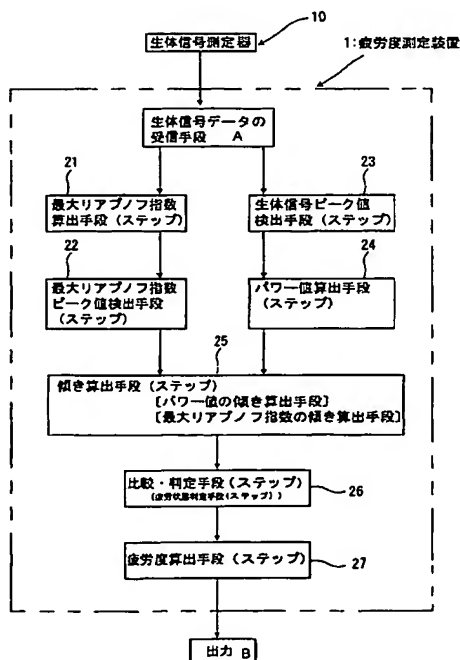 10
生体信号測定器
1:疲労度測定装置
生体信号データの
受信手段 A
21
最大リアプノフ指数
算出手段（ステップ）
23
生体信号ピーク値
検出手段（ステップ）
22
最大リアプノフ指数
ピーク値検出手段
（ステップ）
24
パワー値算出手段
（ステップ）
25
傾き算出手段（ステップ）
［パワー値の傾き算出手段］
［最大リアプノフ指数の傾き算出手段］
比較・判定手段（ステップ）
（疲労状態判定手段（ステップ））
26
疲労度算出手段（ステップ）
27
出力 B